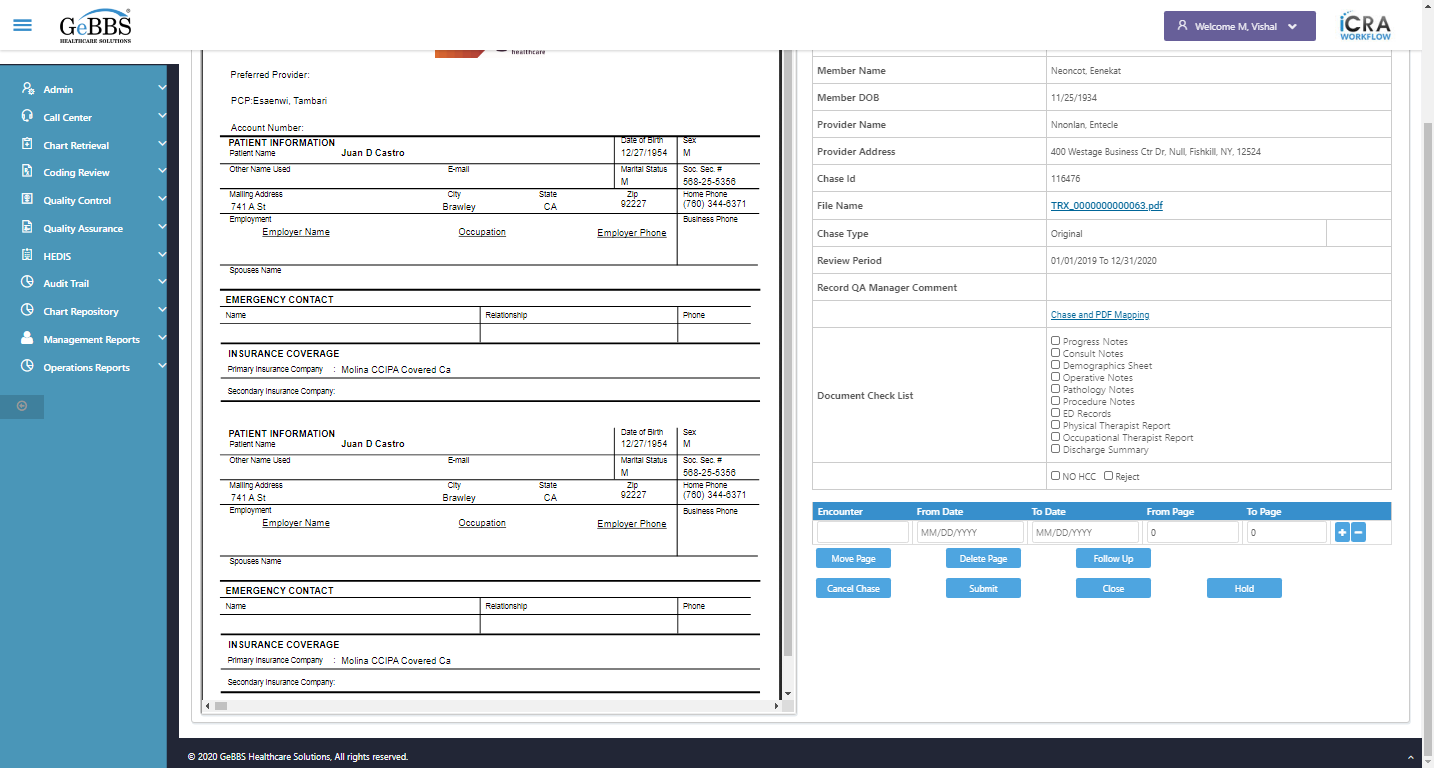 GeBBS
HEALTHCARE SOLUTIONS
Welcome M, Vishal
iCRA
WORKFLOW
Admin
Call Center
Chart Retrieval
Coding Review
Quality Control
Quality Assurance
HEDIS
Audit Trail
Chart Repository
Management Reports
Operations Reports
healthcare
Preferred Provider:
PCP:Esaenwi, Tambari
Account Number:
PATIENT INFORMATION Date of Birth Sex
Patient Name Juan D Castro 12/27/1954 M
Other Name Used E-mail Marital Status Soc. Sec. #
M 568-25-5356
Mailing Address City State Zip Home Phone
741 A St Brawley CA 92227 (760) 344-6371
Employment Business Phone
Employer Name Occupation Employer Phone
Spouses Name
EMERGENCY CONTACT
Name Relationship Phone
INSURANCE COVERAGE
Primary Insurance Company : Molina CCIPA Covered Ca
Secondary Insurance Company:
PATIENT INFORMATION Date of Birth Sex
Patient Name Juan D Castro 12/27/1954 M
Other Name Used E-mail Marital Status Soc. Sec. #
M 568-25-5356
Mailing Address City State Zip Home Phone
741 A St Brawley CA 92227 (760) 344-6371
Employment Business Phone
Employer Name Occupation Employer Phone
Spouses Name
EMERGENCY CONTACT
Name Relationship Phone
INSURANCE COVERAGE
Primary Insurance Company : Molina CCIPA Covered Ca
Secondary Insurance Company:
Member Name Neoncot, Eenekat
Member DOB 11/25/1934
Provider Name Nnonlan, Entecle
Provider Address 400 Westage Business Ctr Dr, Null, Fishkill, NY, 12524
Chase Id 116476
File Name TRX_0000000000063.pdf
Chase Type Original
Review Period 01/01/2019 To 12/31/2020
Record QA Manager Comment
Chase and PDF Mapping
Document Check List
Progress Notes
Consult Notes
Demographics Sheet
Operative Notes
Pathology Notes
Procedure Notes
ED Records
Physical Therapist Report
Occupational Therapist Report
Discharge Summary
NO HCC Reject
Encounter From Date To Date From Page To Page
MM/DD/YYYY MM/DD/YYYY 0 0
Move Page Delete Page Follow Up
Cancel Chase Submit Close Hold
© 2020 GeBBS Healthcare Solutions, All rights reserved.